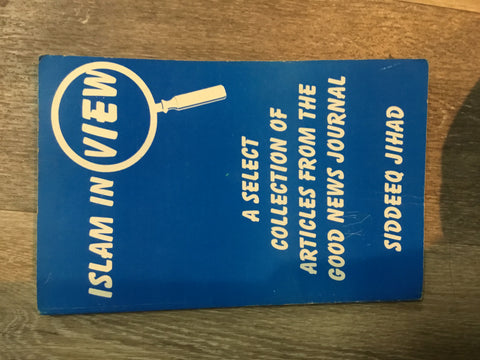 ISLAM IN VIEW
A SELECT
COLLECTION OF
ARTICLES FROM THE
GOOD NEWS JOURNAL
SIDDEEQ JIHAD